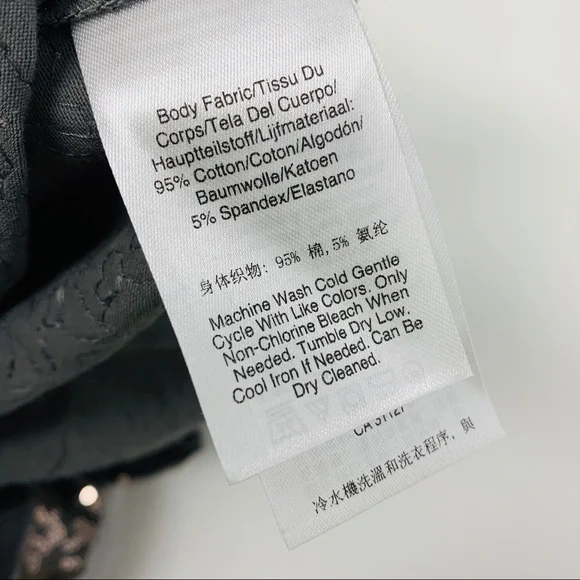 Body Fabric/Tissu Du
Corps/Tela Del Cuerpo/
Hauptteilstoff/Lijfmateriaal:
95% Cotton/Coton/Algodón/
Baumwolle/Katoen
5% Spandex/Elastano
身体织物: 95% 棉, 5% 氨纶
Machine Wash Cold Gentle
Cycle With Like Colors. Only
Non-Chlorine Bleach When
Needed. Tumble Dry Low.
Cool Iron If Needed. Can Be
Dry Cleaned.
冷水機洗溫和洗衣程序, 與